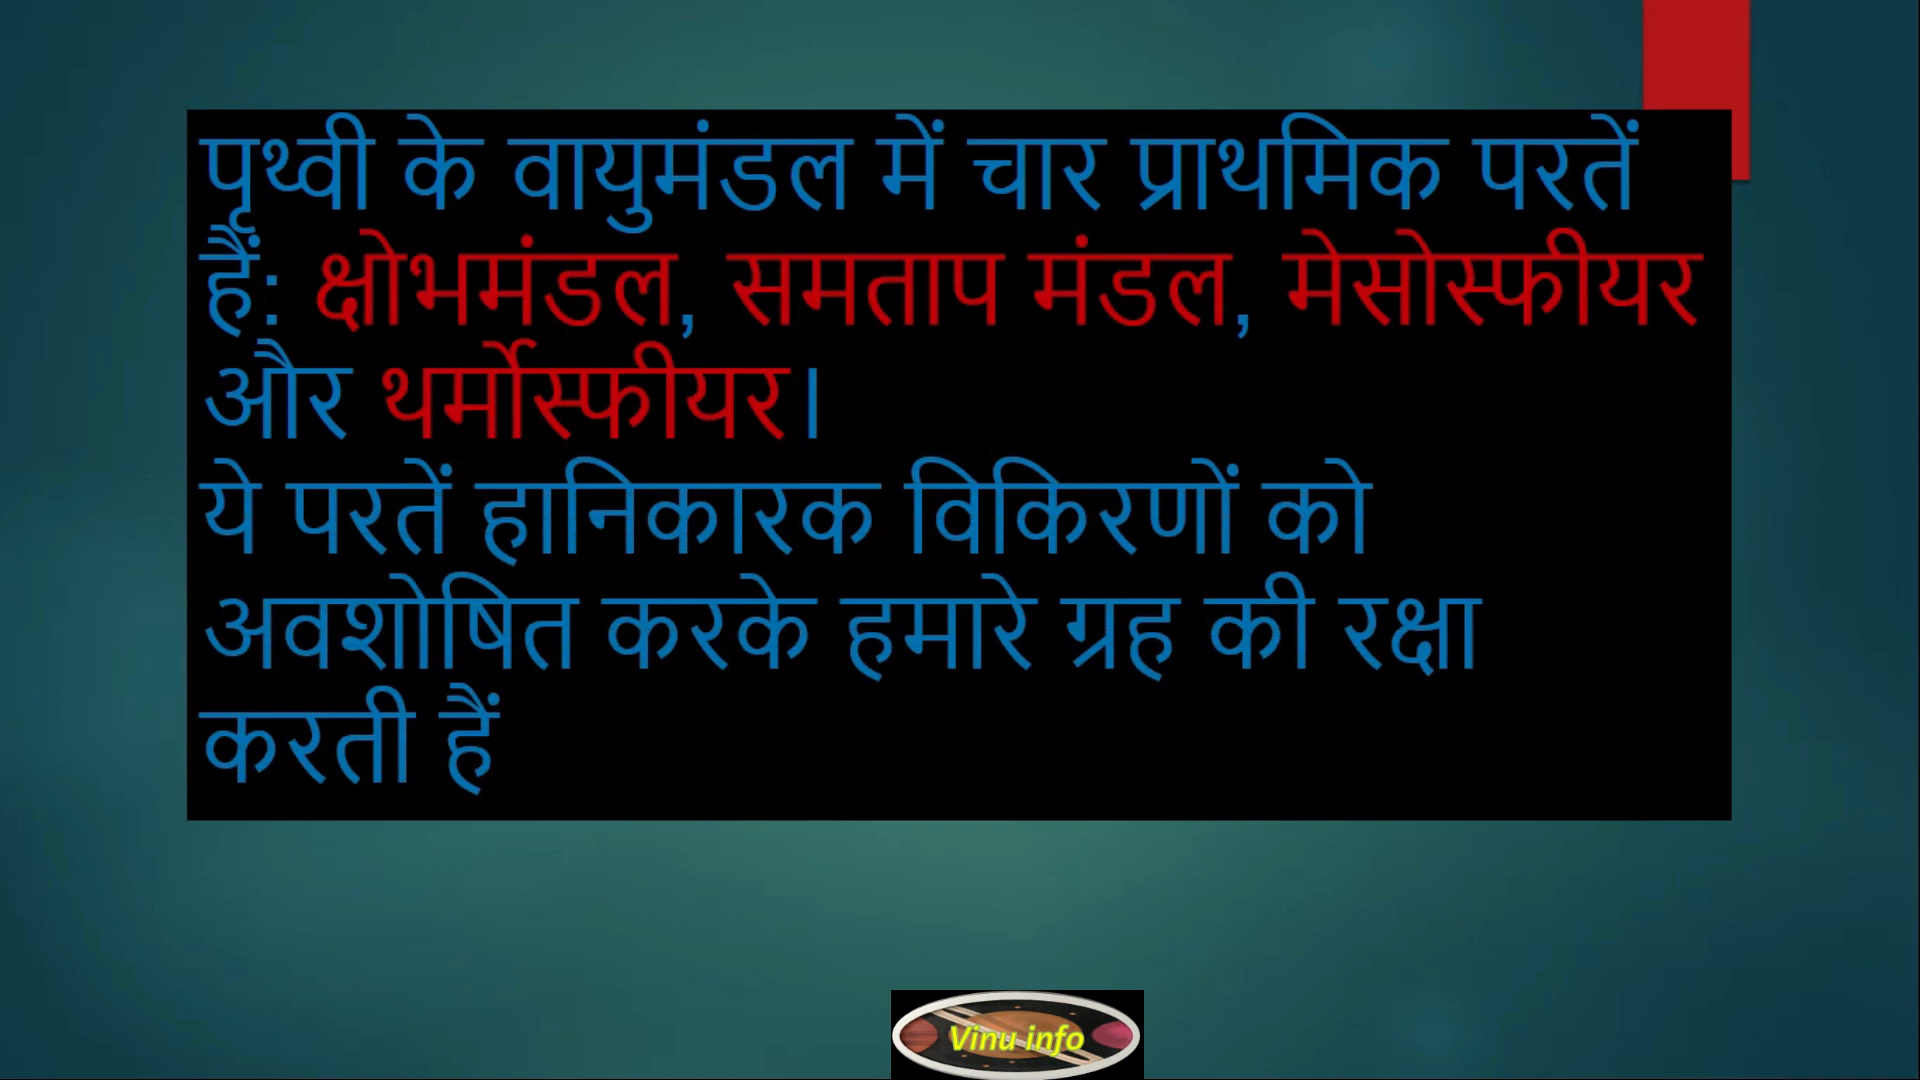 पृथ्वी के वायुमंडल में चार प्राथमिक परतें
हैं: क्षोभमंडल, समताप मंडल, मेसोस्फीयर
और थर्मोस्फीयर।
ये परतें हानिकारक विकिरणों को
अवशोषित करके हमारे ग्रह की रक्षा
करती हैं
Vinu info